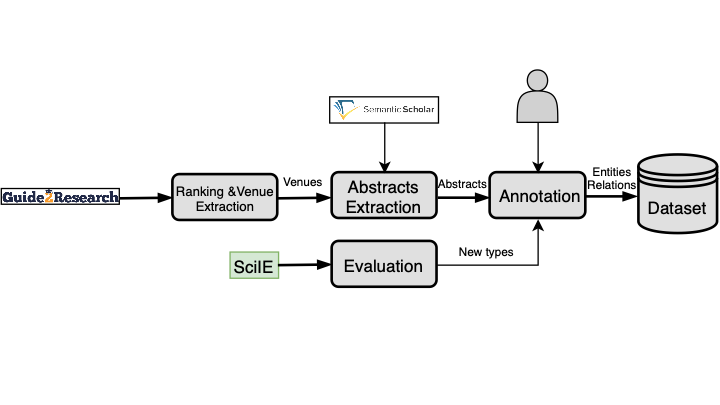 Semantic Scholar
Guide2Research
Ranking &Venue
Extraction
Venues
Abstracts
Extraction
Abstracts
Annotation
Entities
Relations
Dataset
SciIE
Evaluation
New types